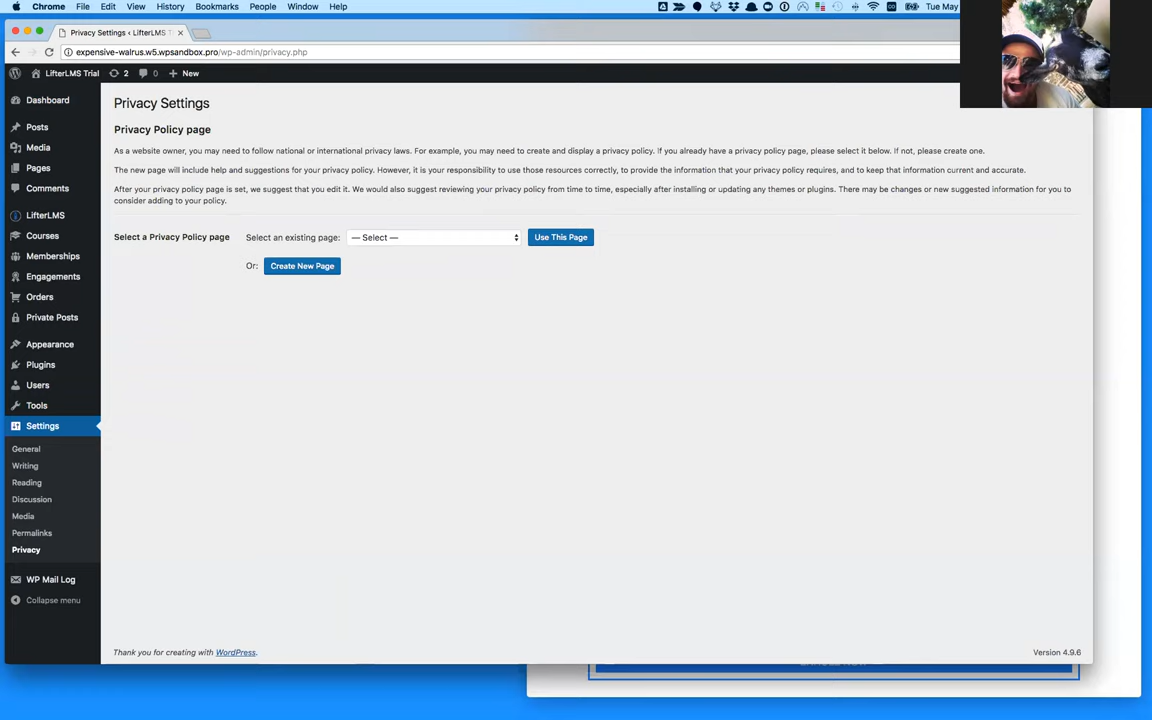 Chrome File Edit View History Bookmarks People Window Help Tue May
Privacy Settings ‹ LifterLMS T
expensive-walrus.w5.wpsandbox.pro/wp-admin/privacy.php
LifterLMS Trial 2 0 New
Dashboard
Posts
Media
Pages
Comments
LifterLMS
Courses
Memberships
Engagements
Orders
Private Posts
Appearance
Plugins
Users
Tools
Settings
General
Writing
Reading
Discussion
Media
Permalinks
Privacy
WP Mail Log
Collapse menu
Privacy Settings
Privacy Policy page
As a website owner, you may need to follow national or international privacy laws. For example, you may need to create and display a privacy policy. If you already have a privacy policy page, please select it below. If not, please create one.
The new page will include help and suggestions for your privacy policy. However, it is your responsibility to use those resources correctly, to provide the information that your privacy policy requires, and to keep that information current and accurate.
After your privacy policy page is set, we suggest that you edit it. We would also suggest reviewing your privacy policy from time to time, especially after installing or updating any themes or plugins. There may be changes or new suggested information for you to
consider adding to your policy.
Select a Privacy Policy page Select an existing page: — Select — Use This Page
Or: Create New Page
Thank you for creating with WordPress. Version 4.9.6